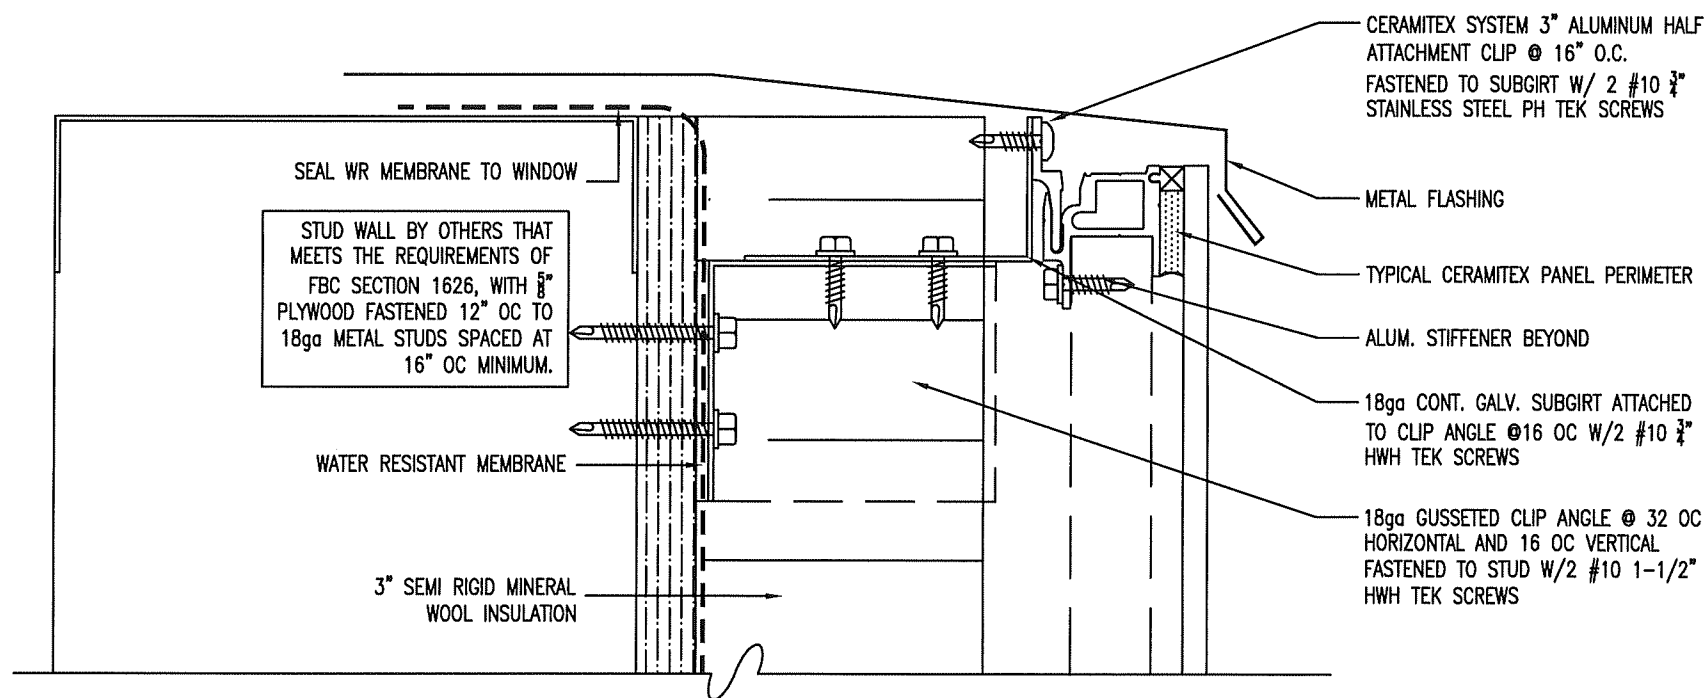 CERAMITEX SYSTEM 3" ALUMINUM HALF
ATTACHMENT CLIP @ 16" O.C.
FASTENED TO SUBGIRT W/ 2 #10 3/4"
STAINLESS STEEL PH TEK SCREWS
SEAL WR MEMBRANE TO WINDOW
METAL FLASHING
STUD WALL BY OTHERS THAT
MEETS THE REQUIREMENTS OF
FBC SECTION 1626, WITH 5/8"
PLYWOOD FASTENED 12" OC TO
18ga METAL STUDS SPACED AT
16" OC MINIMUM.
TYPICAL CERAMITEX PANEL PERIMETER
ALUM. STIFFENER BEYOND
18ga CONT. GALV. SUBGIRT ATTACHED
TO CLIP ANGLE @16 OC W/2 #10 3/4"
HWH TEK SCREWS
WATER RESISTANT MEMBRANE
18ga GUSSETED CLIP ANGLE @ 32 OC
HORIZONTAL AND 16 OC VERTICAL
FASTENED TO STUD W/2 #10 1-1/2"
HWH TEK SCREWS
3" SEMI RIGID MINERAL
WOOL INSULATION